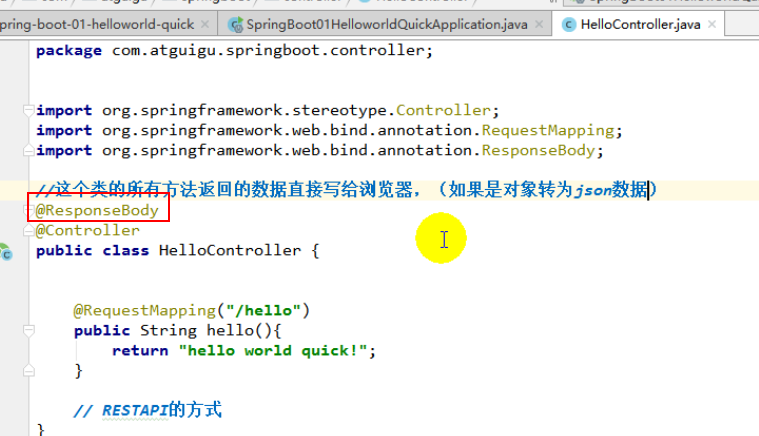 pring-boot-01-helloworld-quick × SpringBoot01HelloworldQuickApplication.java × HelloController.java ×
package com.atguigu.springboot.controller;
import org.springframework.stereotype.Controller;
import org.springframework.web.bind.annotation.RequestMapping;
import org.springframework.web.bind.annotation.ResponseBody;
//这个类的所有方法返回的数据直接写给浏览器，（如果是对象转为json数据）
@ResponseBody
@Controller
public class HelloController {
@RequestMapping("/hello")
public String hello(){
return "hello world quick!";
}
// RESTAPI的方式
}